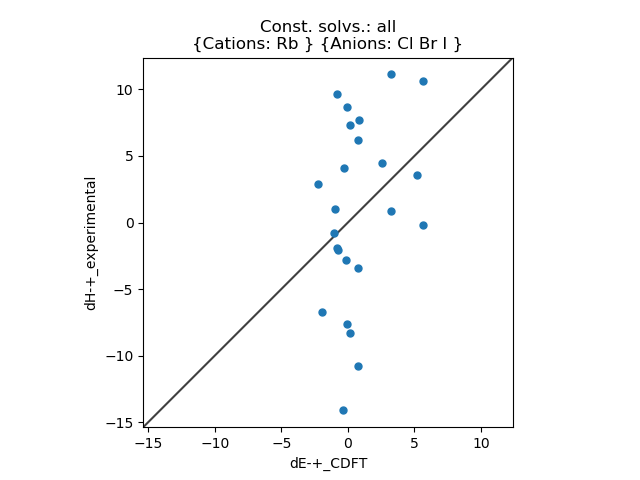 Const. solvs.: all
{Cations: Rb } {Anions: Cl Br I }
10
5
0
−5
−10
−15
dH-+_experimental
−15 −10 −5 0 5 10
dE-+_CDFT